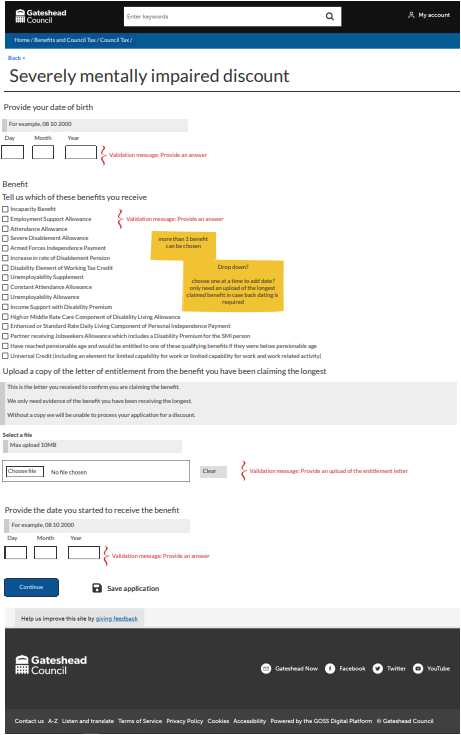 Gateshead
Council
Enter keywords
My account
Home / Benefits and Council Tax / Council Tax /
Back <
Severely mentally impaired discount
Provide your date of birth
For example, 08 10 2000
Day Month Year
Validation message: Provide an answer
Benefit
Tell us which of these benefits you receive
Incapacity Benefit
Employment Support Allowance
Validation message: Provide an answer
Attendance Allowance
Severe Disablement Allowance
Armed Forces Independence Payment
Increase in rate of Disablement Pension
Disability Element of Working Tax Credit
Unemployability Supplement
Constant Attendance Allowance
Unemployability Allowance
Income Support with Disability Premium
High or Middle Rate Care Component of Disability Living Allowance
Enhanced or Standard Rate Daily Living Component of Personal Independence Payment
Partner receiving Jobseekers Allowance which includes a Disability Premium for the SMI person
Have reached pensionable age and would be entitled to one of these qualifying benefits if they were below pensionable age
Universal Credit (including an element for limited capability for work or limited capability for work and work related activity)
more than 1 benefit
can be chosen
Drop down?
choose one at a time to add date?
only need an upload of the longest
claimed benefit in case back dating is
required
Upload a copy of the letter of entitlement from the benefit you have been claiming the longest
This is the letter you received to confirm you are claiming the benefit.
We only need evidence of the benefit you have been receiving the longest.
Without a copy we will be unable to process your application for a discount.
Select a file
Max upload 10MB
Choose file No file chosen
Clear
Validation message: Provide an upload of the entitlement letter
Provide the date you started to receive the benefit
For example, 08 10 2000
Day Month Year
Validation message: Provide an answer
Continue
Save application
Help us improve this site by giving feedback
Gateshead
Council
Gateshead Now Facebook Twitter YouTube
Contact us A-Z Listen and translate Terms of Service Privacy Policy Cookies Accessibility Powered by the GOSS Digital Platform © Gateshead Council